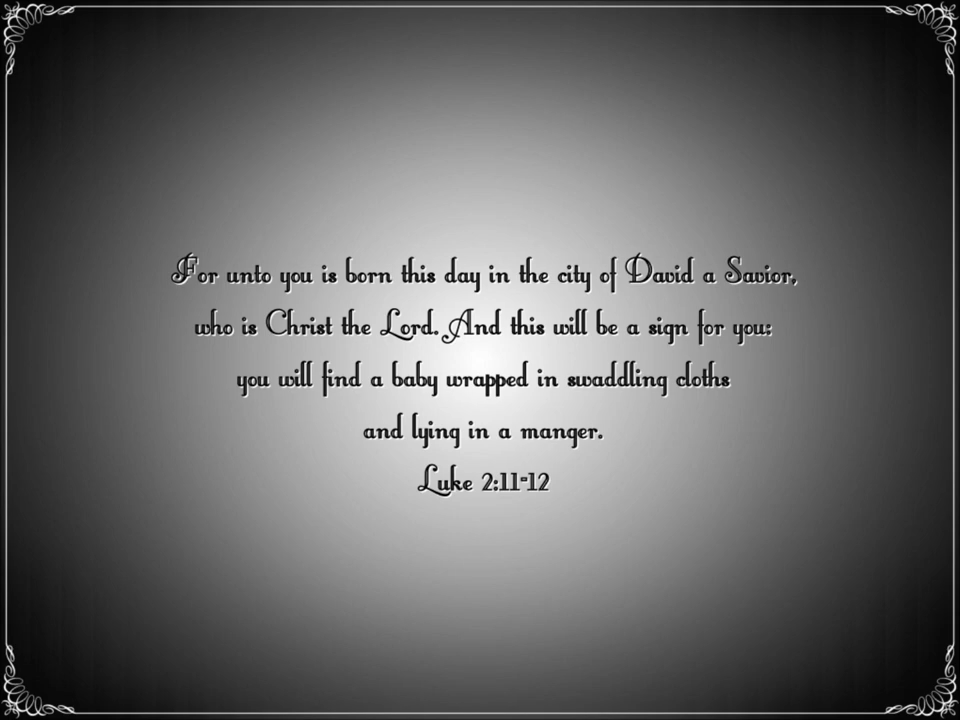 For unto you is born this day in the city of David a Savior,
who is Christ the Lord. And this will be a sign for you:
you will find a baby wrapped in swaddling cloths
and lying in a manger.
Luke 2:11-12